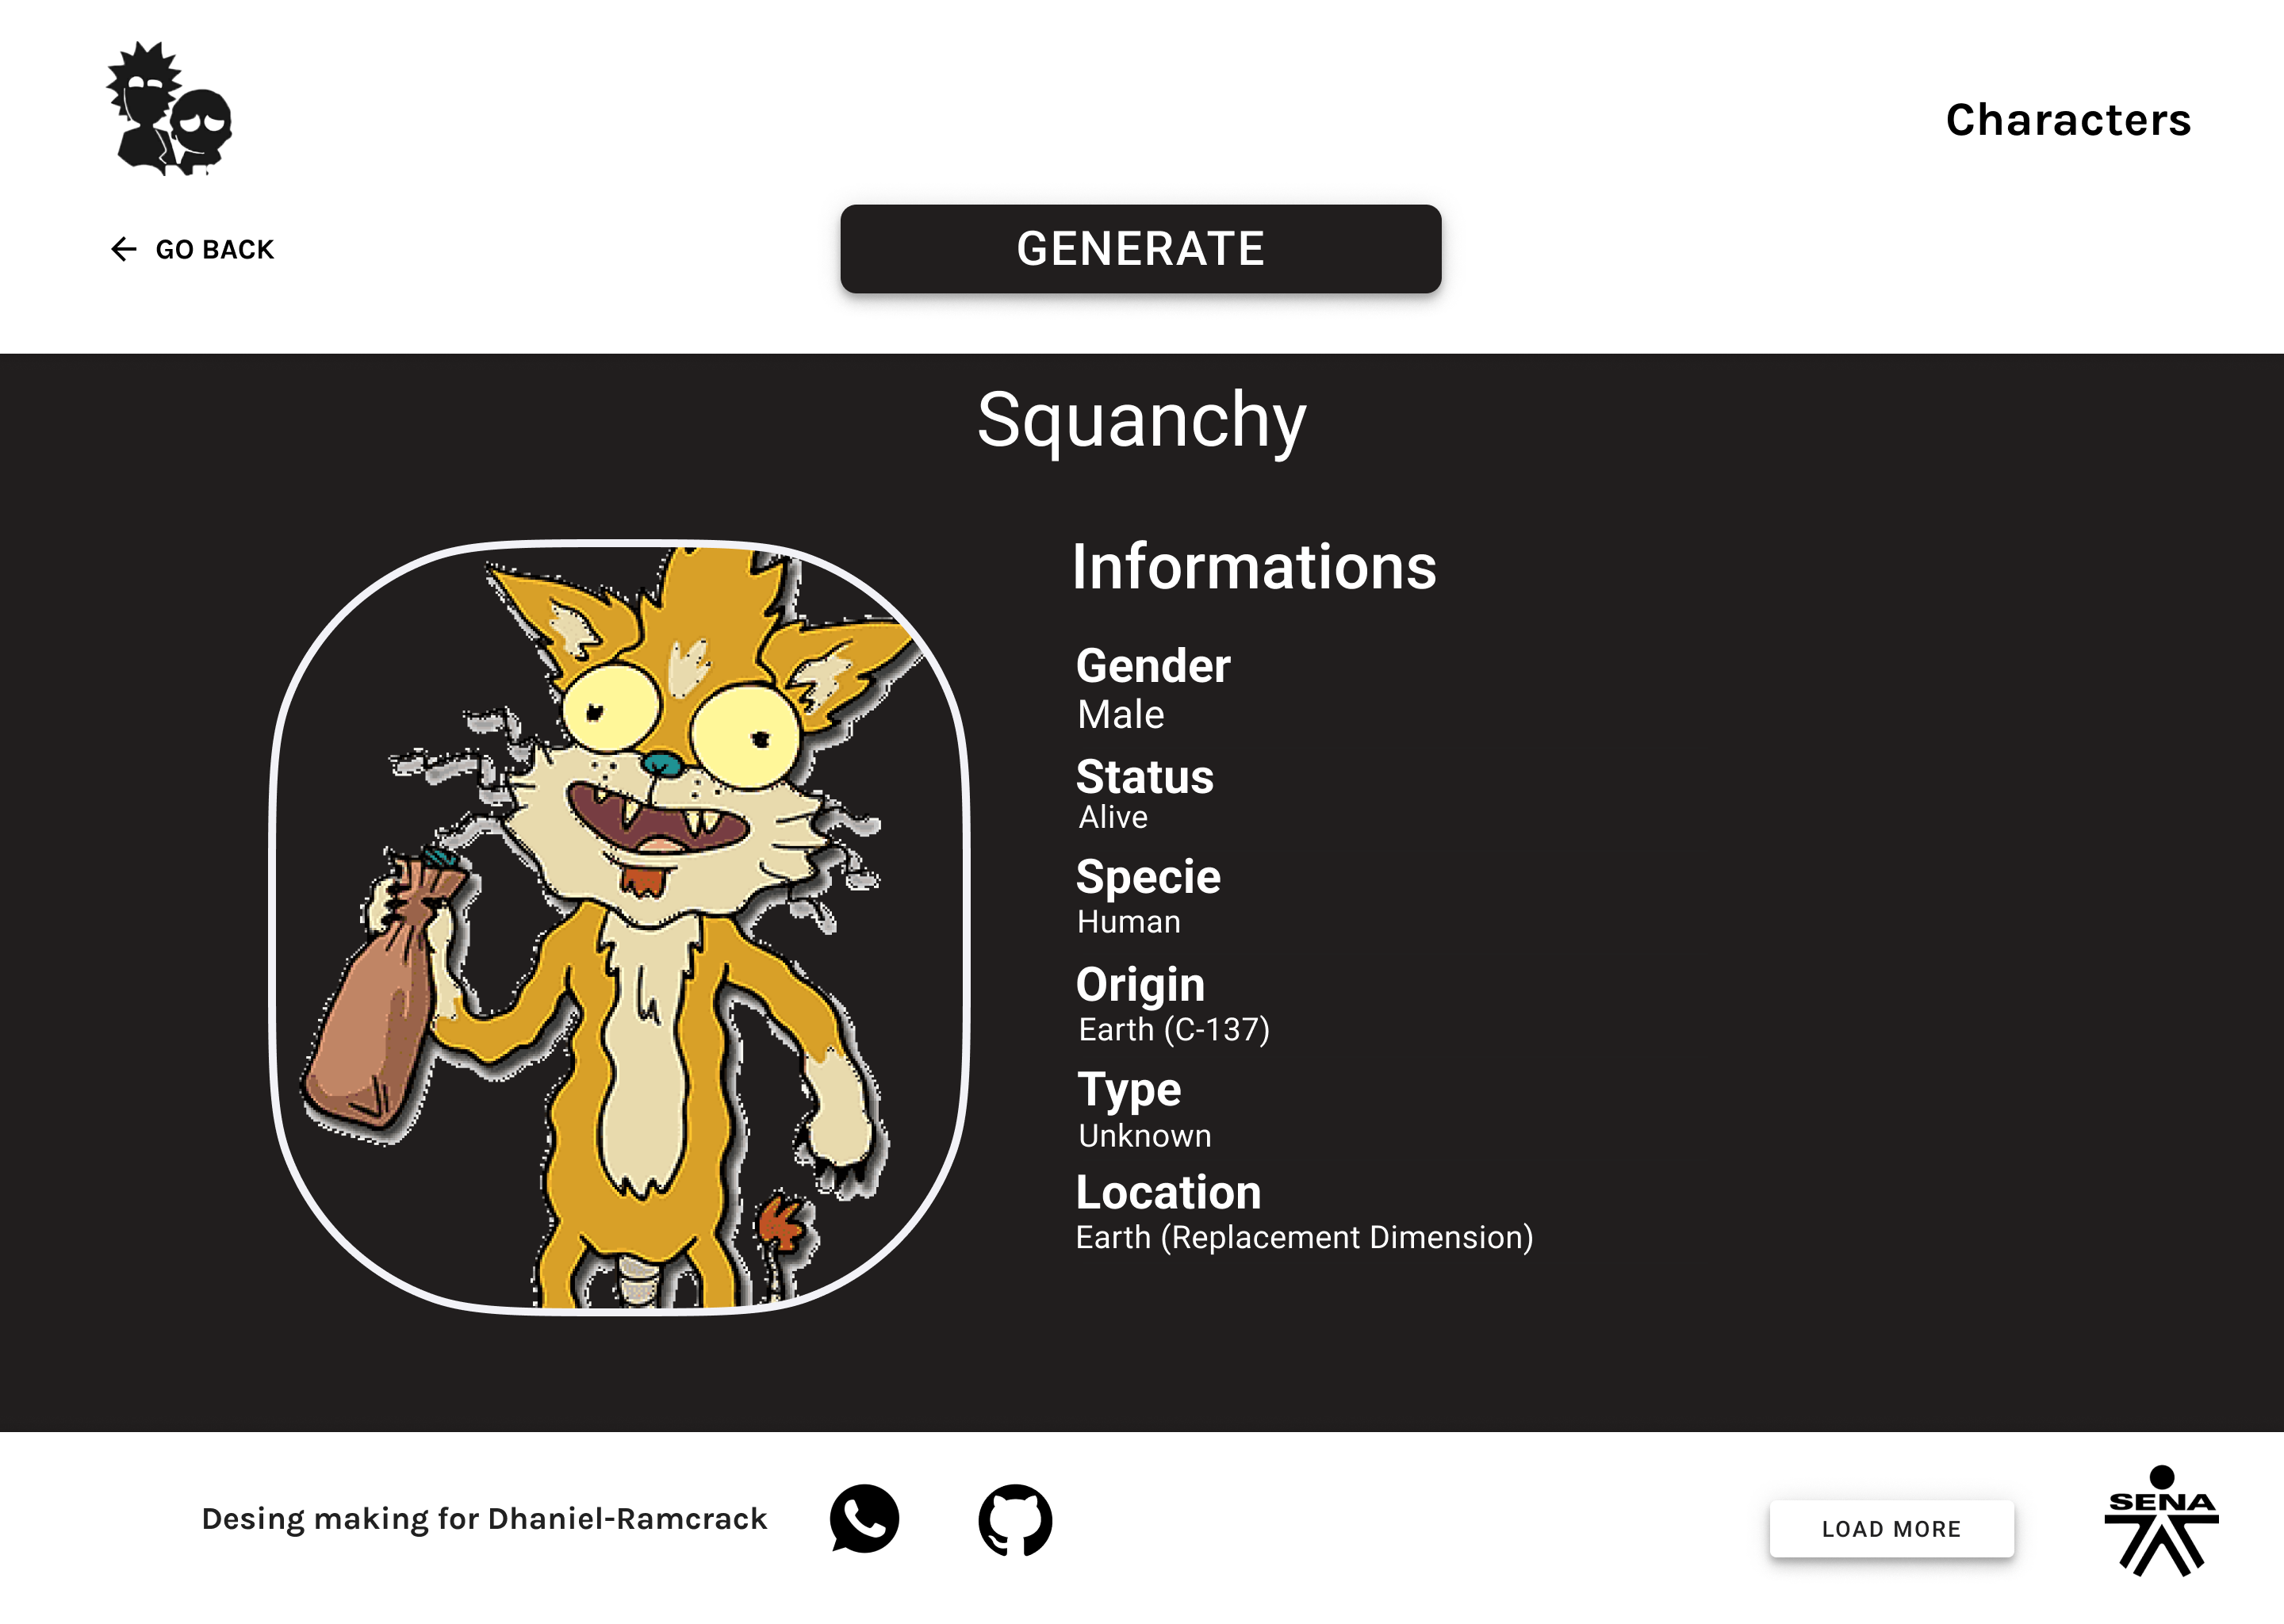 Characters
GO BACK
GENERATE
Squanchy
Informations
Gender
Male
Status
Alive
Specie
Human
Origin
Earth (C-137)
Type
Unknown
Location
Earth (Replacement Dimension)
Desing making for Dhaniel-Ramcrack
LOAD MORE
SENA